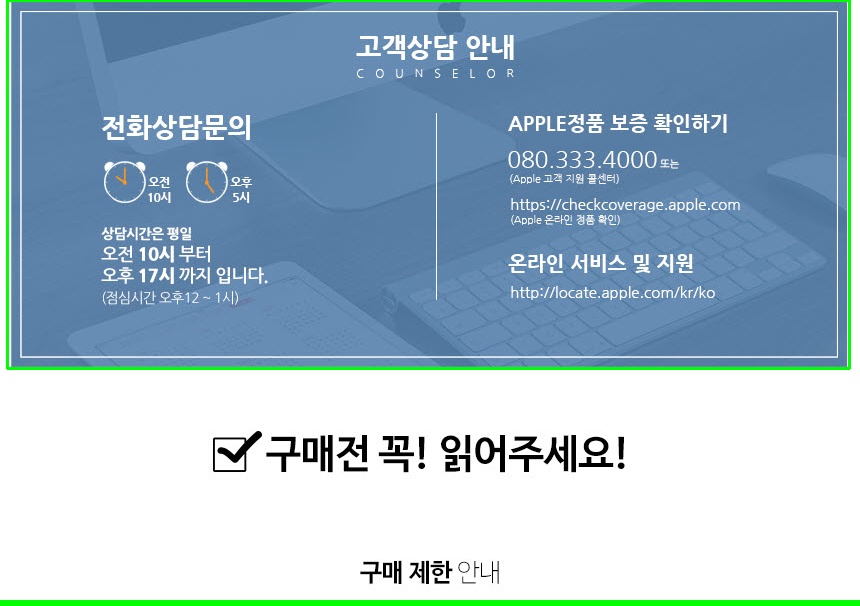 고객상담 안내
COUNSELOR
전화상담문의
오전
10시
오후
5시
상담시간은 평일
오전 10시 부터
오후 17시 까지 입니다.
(점심시간 오후12 ~ 1시)
APPLE정품 보증 확인하기
080.333.4000 또는
(Apple 고객 지원 콜센터)
https://checkcoverage.apple.com
(Apple 온라인 정품 확인)
온라인 서비스 및 지원
http://locate.apple.com/kr/ko
구매전 꼭! 읽어주세요!
구매 제한 안내